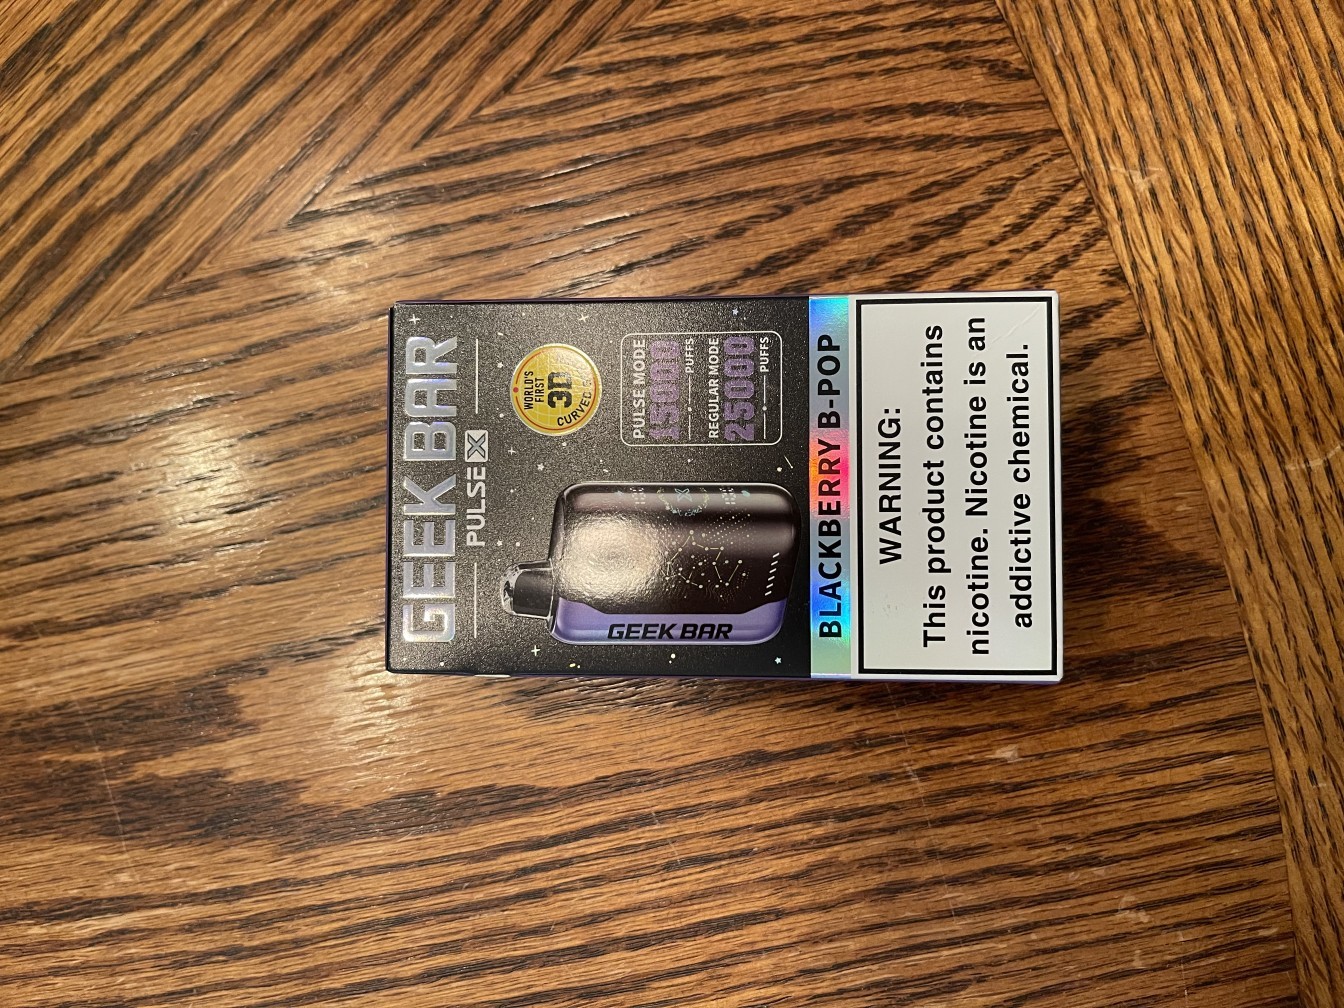 GEEK BAR
PULSE X
WORLD'S
FIRST
3D
CURVED
PULSE MODE
15000
PUFFS
REGULAR MODE
25000
PUFFS
GEEK BAR
BLACKBERRY B-POP
WARNING:
This product contains
nicotine. Nicotine is an
addictive chemical.